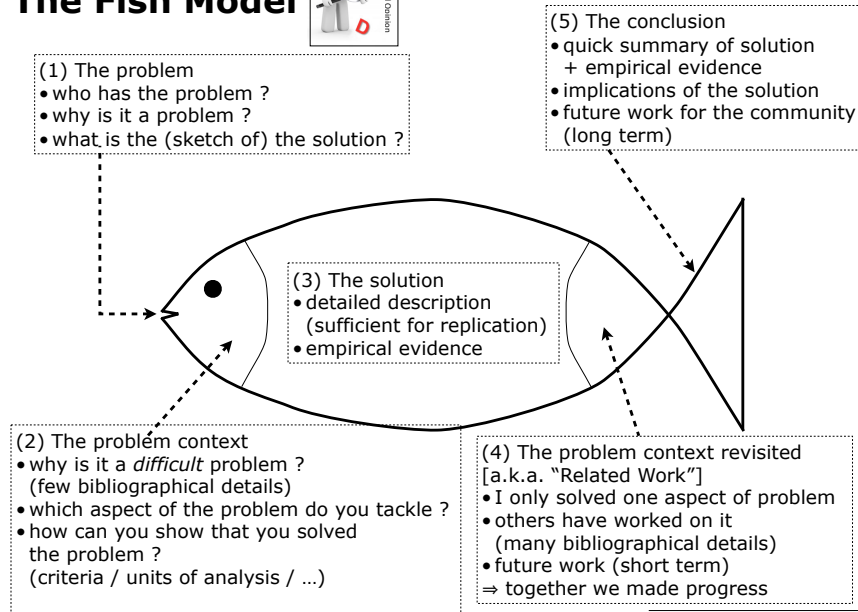 The Fish Model
Opinion
D
(1) The problem
• who has the problem ?
• why is it a problem ?
• what is the (sketch of) the solution ?
(5) The conclusion
• quick summary of solution
+ empirical evidence
• implications of the solution
• future work for the community
(long term)
(3) The solution
• detailed description
(sufficient for replication)
• empirical evidence
(2) The problem context
• why is it a difficult problem ?
(few bibliographical details)
• which aspect of the problem do you tackle ?
• how can you show that you solved
the problem ?
(criteria / units of analysis / …)
(4) The problem context revisited
[a.k.a. “Related Work”]
• I only solved one aspect of problem
• others have worked on it
(many bibliographical details)
• future work (short term)
⇒ together we made progress